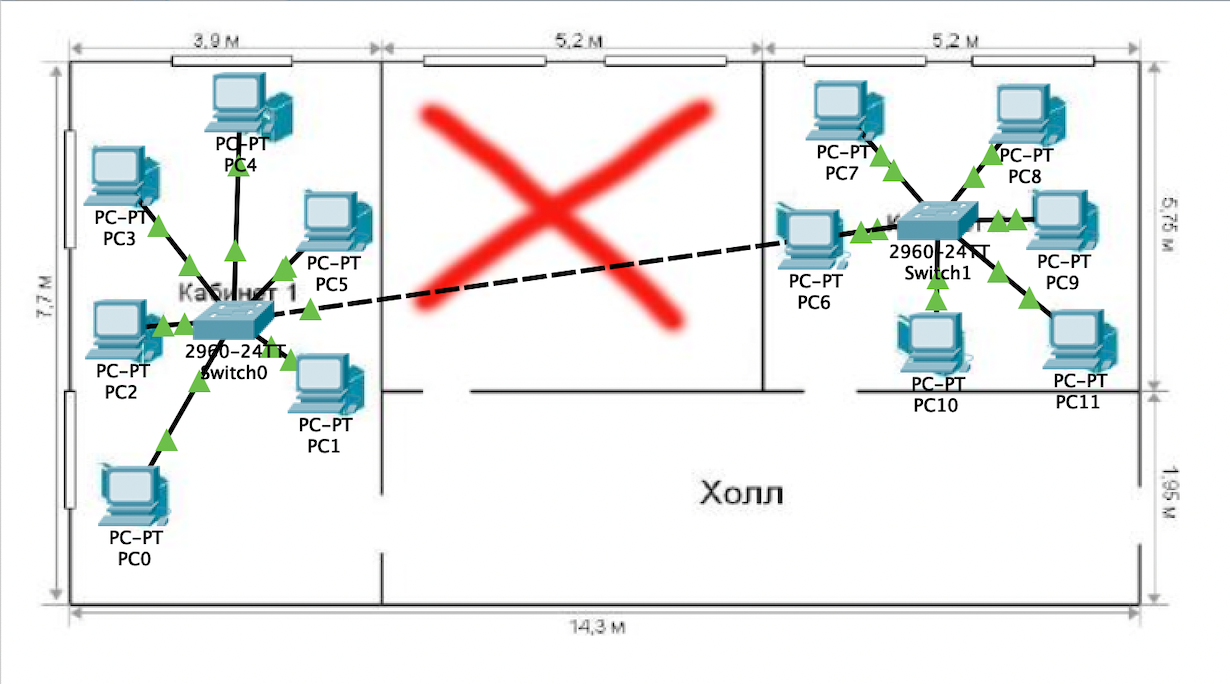 3,9 м
5,2 м
5,2 м
PC-PT
PC4
PC-PT
PC7
PC-PT
PC8
PC-PT
PC3
PC-PT
PC5
5,75 м
2960-24TT
Switch1
PC-PT
PC9
PC-PT
PC6
Кабинет 1
7,7 м
2960-24TT
Switch0
PC-PT
PC2
PC-PT
PC1
PC-PT
PC10
PC-PT
PC11
Холл
1,95 м
PC-PT
PC0
14,3 м